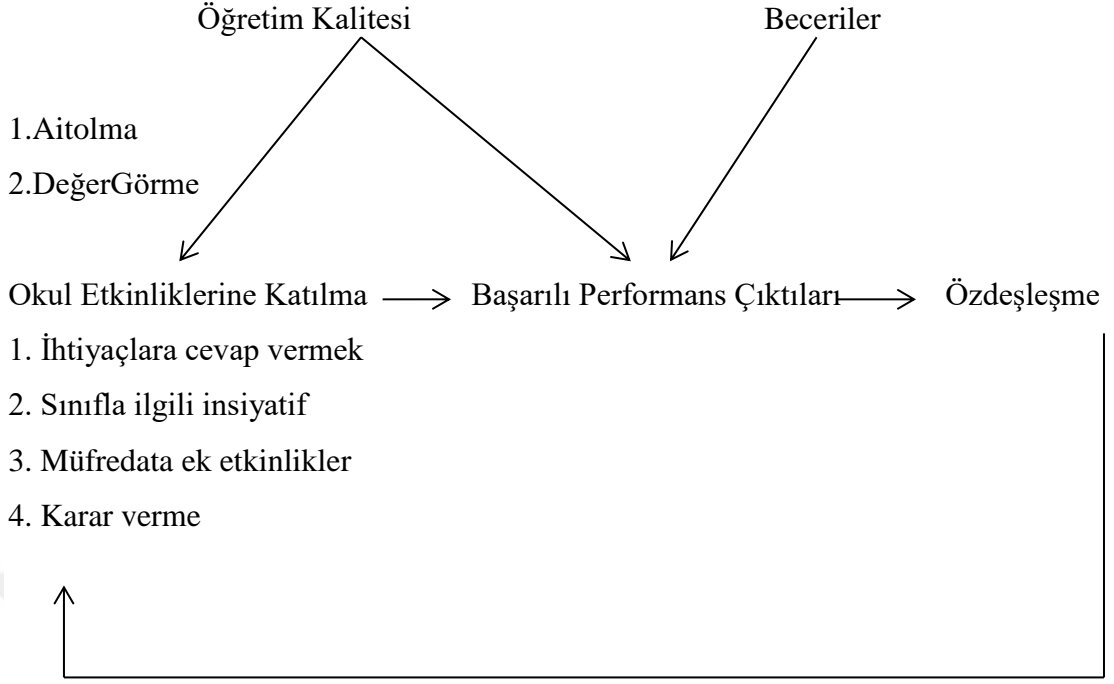 Öğretim Kalitesi Beceriler
1.Aitolma
2.DeğerGörme
Okul Etkinliklerine Katılma Başarılı Performans Çıktıları Özdeşleşme
1. İhtiyaçlara cevap vermek
2. Sınıfla ilgili insiyatif
3. Müfredata ek etkinlikler
4. Karar verme